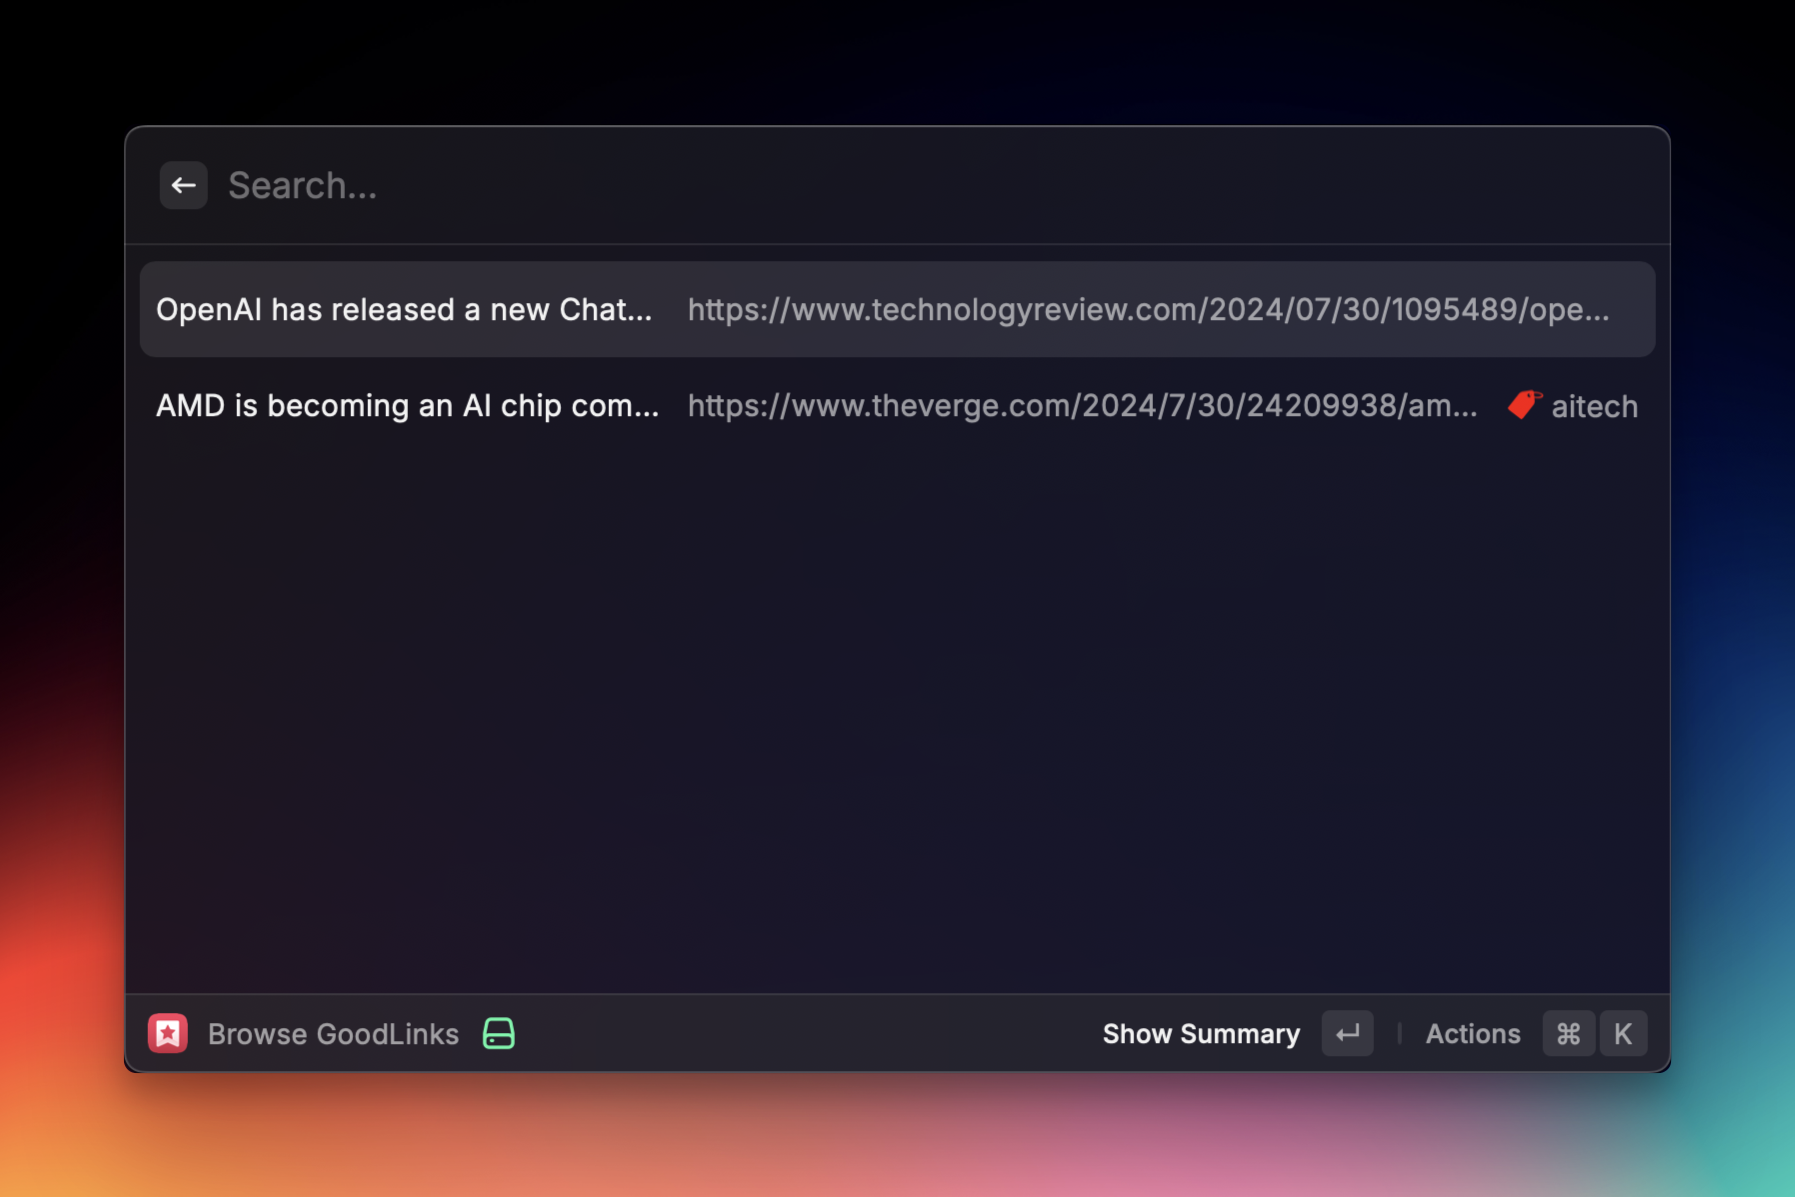 Search...
OpenAI has released a new Chat... https://www.technologyreview.com/2024/07/30/1095489/ope...
AMD is becoming an AI chip com... https://www.theverge.com/2024/7/30/24209938/am... aitech
Browse GoodLinks Show Summary Actions ⌘ K